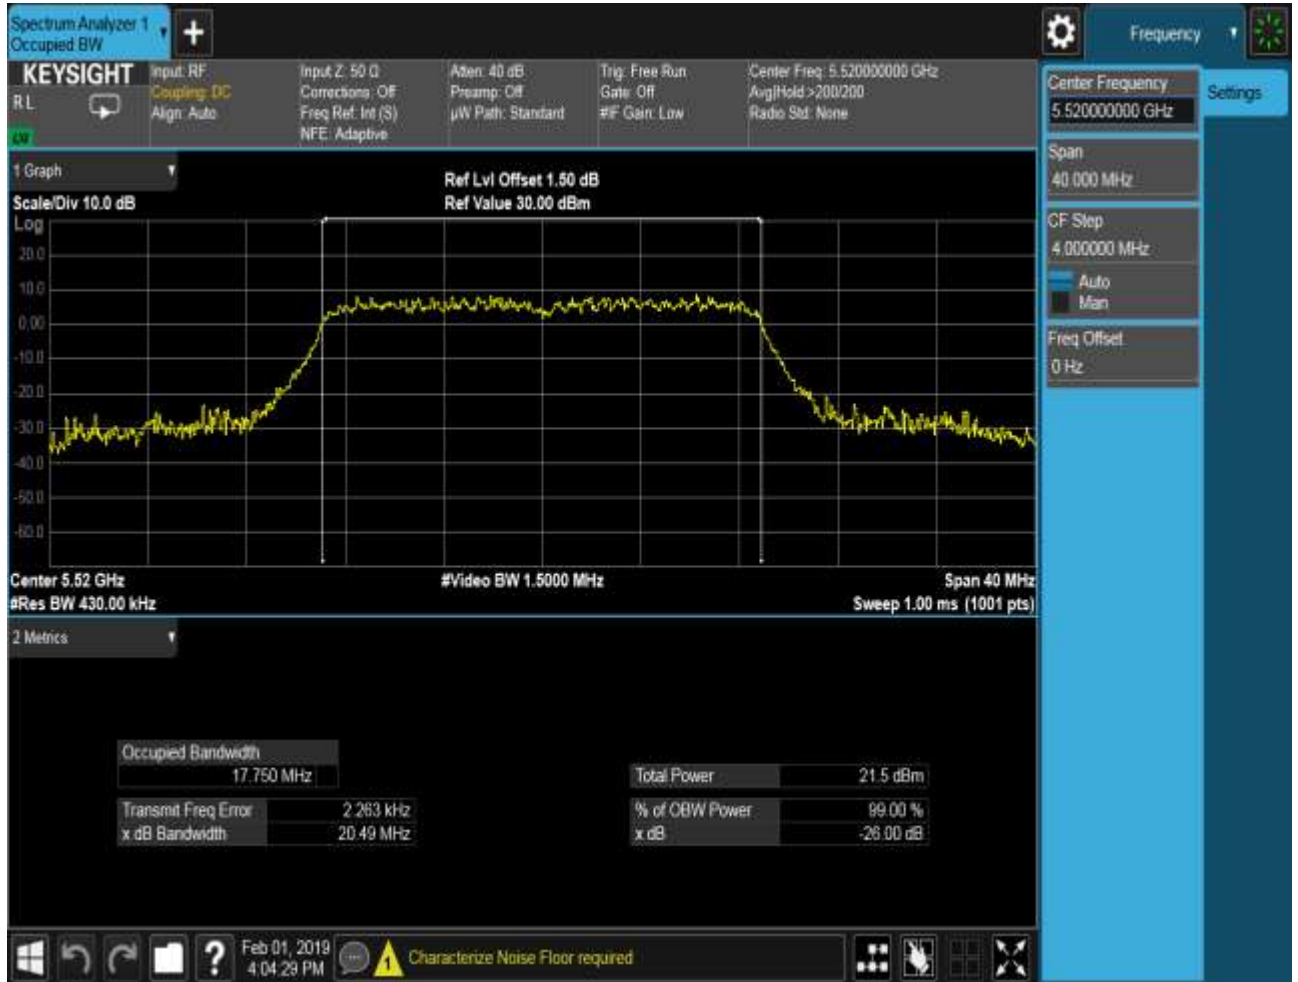 Spectrum Analyzer 1
Occupied BW
Frequency
KEYSIGHT
R L
Input: RF
Coupling: DC
Align: Auto
Input Z: 50 Ω
Corrections: Off
Freq Ref: Int (S)
NFE: Adaptive
Atten: 40 dB
Preamp: Off
µW Path: Standard
Trig: Free Run
Gate: Off
#IF Gain: Low
Center Freq: 5.520000000 GHz
Avg|Hold >200/200
Radio Std: None
Center Frequency
5.520000000 GHz
Settings
Span
40.000 MHz
CF Step
4.000000 MHz
Auto
Man
Freq Offset
0 Hz
1 Graph
Scale/Div 10.0 dB
Ref Lvl Offset 1.50 dB
Ref Value 30.00 dBm
Log
20.0
10.0
0.00
-10.0
-20.0
-30.0
-40.0
-50.0
-60.0
Center 5.52 GHz
#Video BW 1.5000 MHz
Span 40 MHz
#Res BW 430.00 kHz
Sweep 1.00 ms (1001 pts)
2 Metrics
Occupied Bandwidth
17.750 MHz
Total Power 21.5 dBm
Transmit Freq Error 2.263 kHz
% of OBW Power 99.00 %
x dB Bandwidth 20.49 MHz
x dB -26.00 dB
?
Feb 01, 2019
4:04:29 PM
1
Characterize Noise Floor required